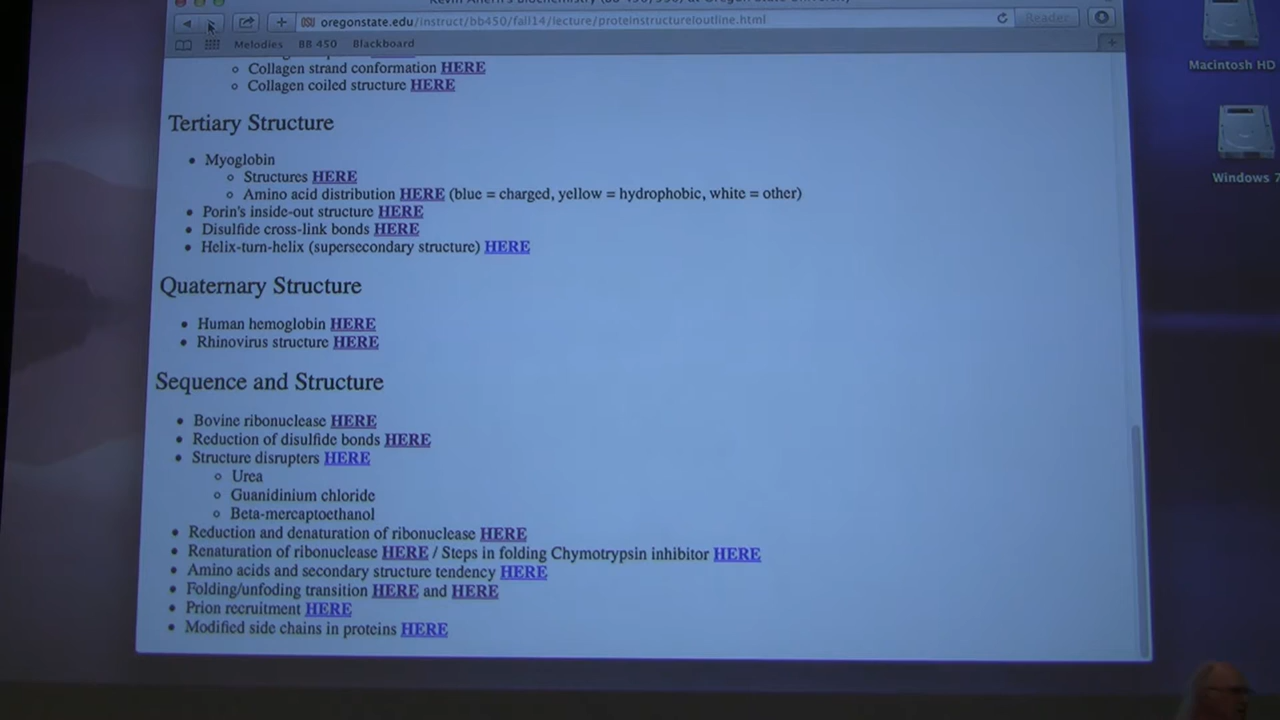 oregonstate.edu/instruct/bb450/fall14/lecture/proteinstructureloutline.html
Reader
Melodies BB 450 Blackboard
Macintosh HD
Collagen strand conformation HERE
Collagen coiled structure HERE
Tertiary Structure
Myoglobin
Structures HERE
Windows 7
Amino acid distribution HERE (blue = charged, yellow = hydrophobic, white = other)
Porin's inside-out structure HERE
Disulfide cross-link bonds HERE
Helix-turn-helix (supersecondary structure) HERE
Quaternary Structure
Human hemoglobin HERE
Rhinovirus structure HERE
Sequence and Structure
Bovine ribonuclease HERE
Reduction of disulfide bonds HERE
Structure disrupters HERE
Urea
Guanidinium chloride
Beta-mercaptoethanol
Reduction and denaturation of ribonuclease HERE
Renaturation of ribonuclease HERE / Steps in folding Chymotrypsin inhibitor HERE
Amino acids and secondary structure tendency HERE
Folding/unfoding transition HERE and HERE
Prion recruitment HERE
Modified side chains in proteins HERE